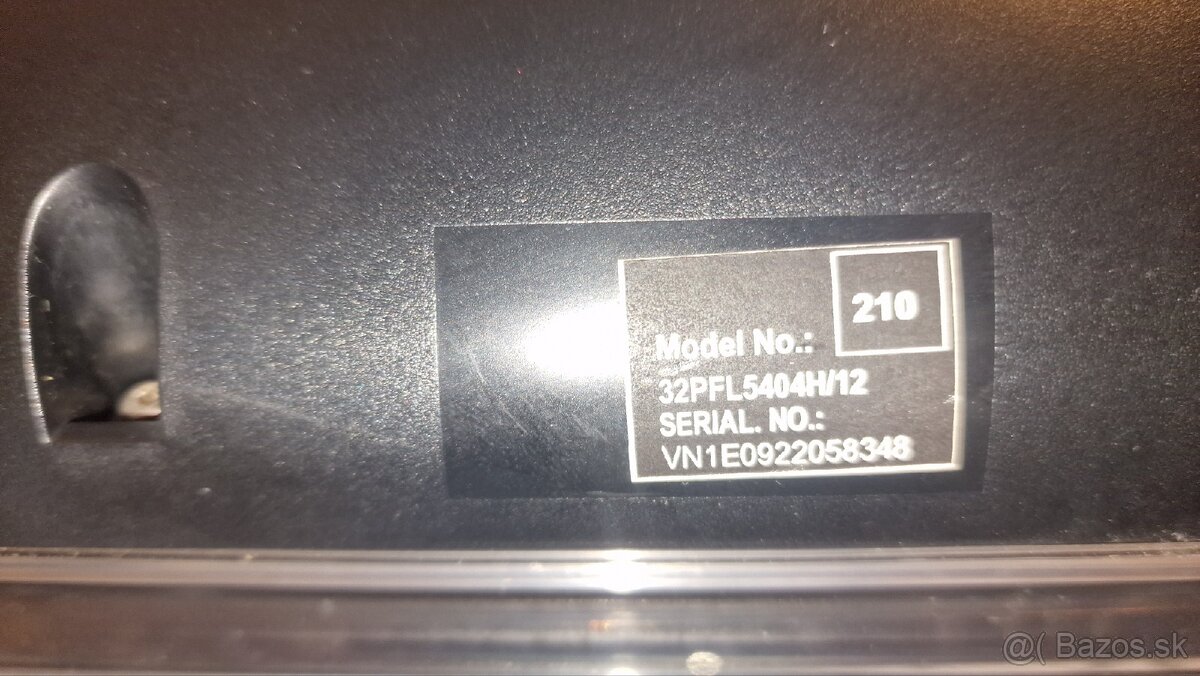 210
Model No.:
32PFL5404H/12
SERIAL. NO.:
VN1E0922058348
@( Bazos.sk